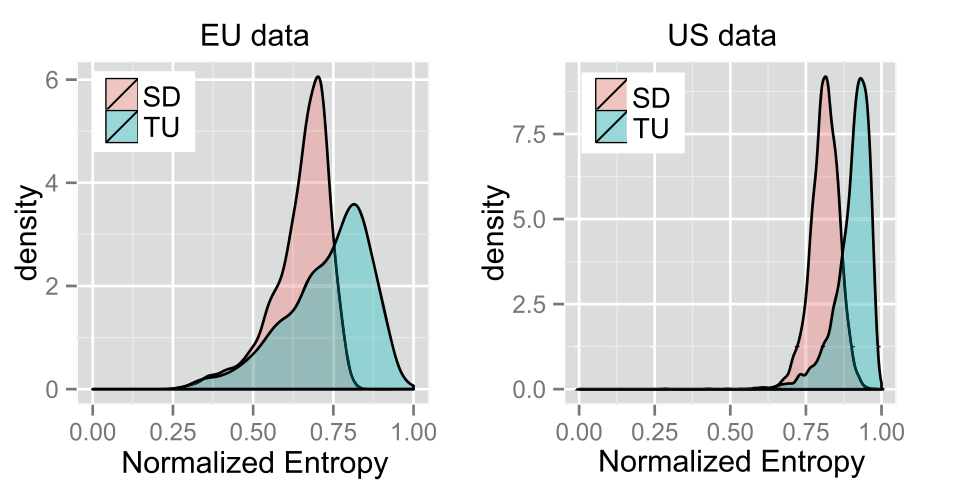 EU data
SD
TU
6
4
2
0
density
0.00 0.25 0.50 0.75 1.00
Normalized Entropy
US data
SD
TU
7.5
5.0
2.5
0.0
density
0.00 0.25 0.50 0.75 1.00
Normalized Entropy